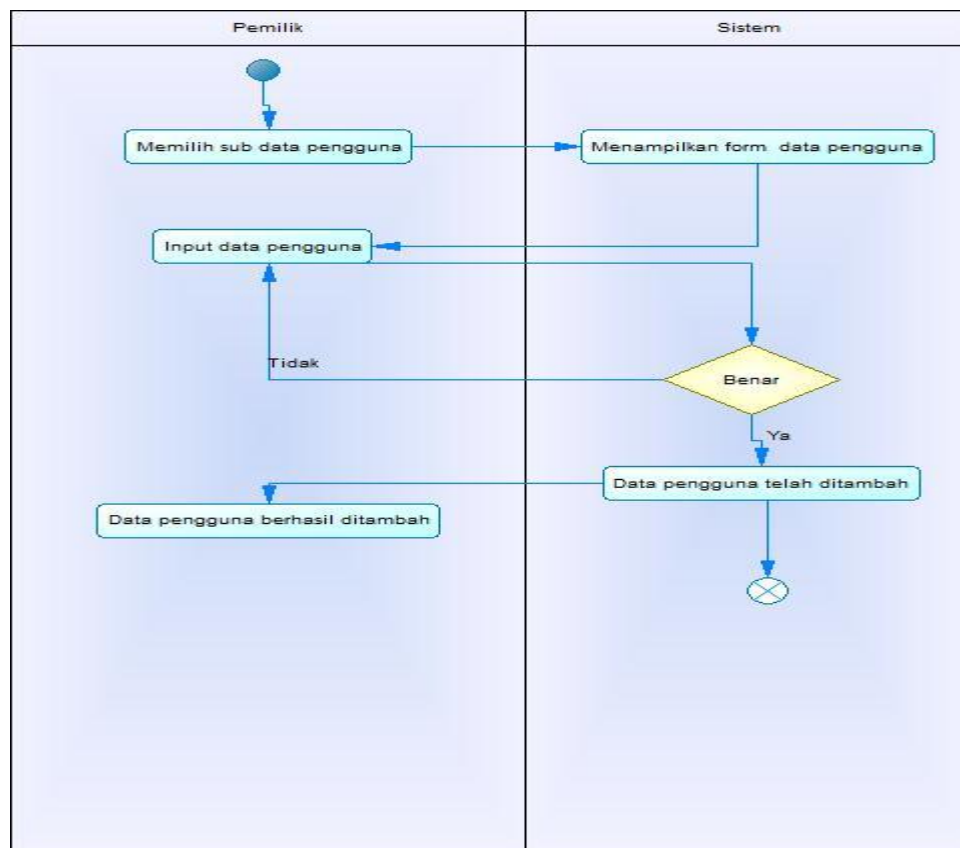 Pemilik
Sistem
Memilih sub data pengguna
Menampilkan form data pengguna
Input data pengguna
Tidak
Benar
Ya
Data pengguna telah ditambah
Data pengguna berhasil ditambah